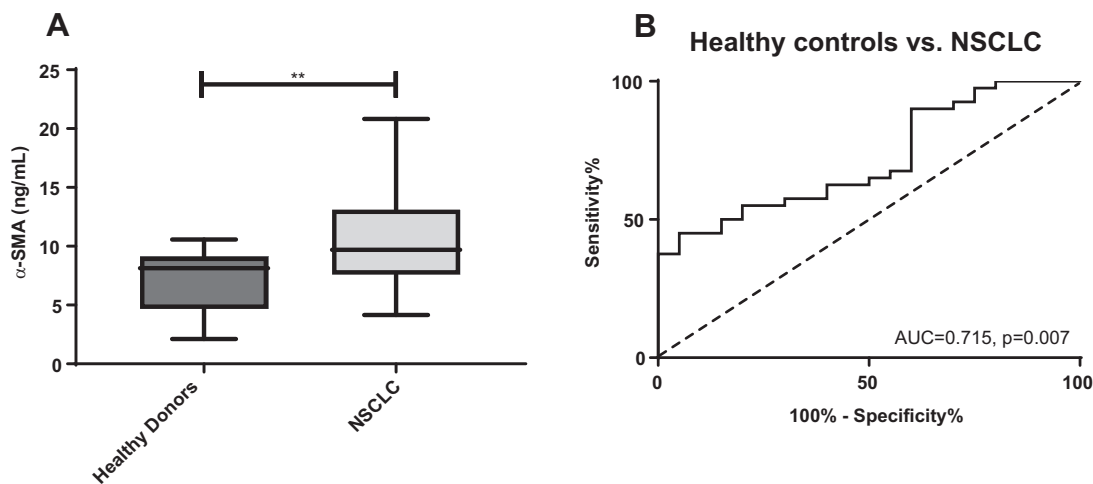 A
25
20
15
10
5
0
α-SMA (ng/mL)
**
Healthy Donors
NSCLC
B
Healthy controls vs. NSCLC
100
50
0
Sensitivity%
AUC=0.715, p=0.007
0
50
100
100% - Specificity%